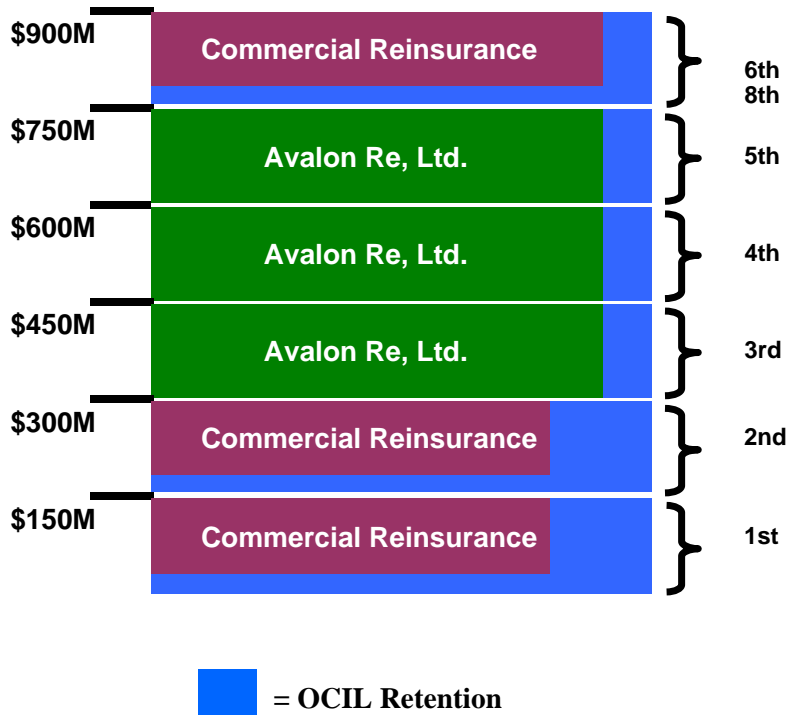 $900M
Commercial Reinsurance
6th
8th
$750M
Avalon Re, Ltd.
5th
$600M
Avalon Re, Ltd.
4th
$450M
Avalon Re, Ltd.
3rd
$300M
Commercial Reinsurance
2nd
$150M
Commercial Reinsurance
1st
= OCIL Retention